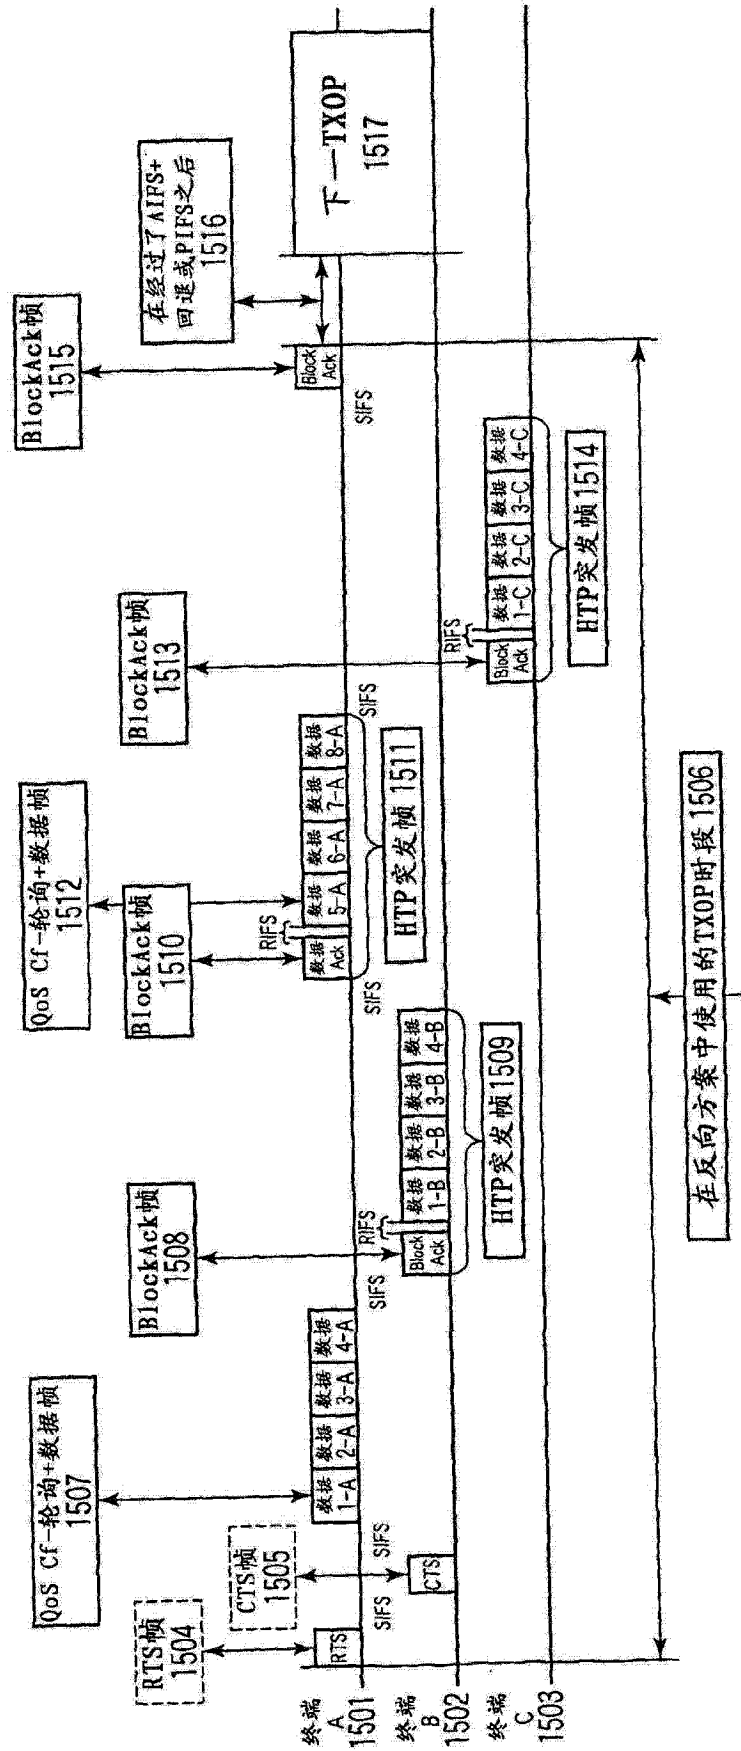 RTS帧
1504
CTS帧
1505
QoS Cf-轮询+数据帧
1507
BlockAck帧
1508
BlockAck帧
1510
QoS Cf-轮询+数据帧
1512
BlockAck帧
1513
BlockAck帧
1515
在经过了AIFS+
回退或PIFS之后
1516
下一TXOP
1517
终端
A
1501
RTS
SIFS
SIFS
数据
1-A
数据
2-A
数据
3-A
数据
4-A
SIFS
RIFS
SIFS
数据
Ack
RIFS
数据
5-A
数据
6-A
数据
7-A
数据
8-A
HTP突发帧 1511
SIFS
RIFS
SIFS
Block
Ack
终端
B
1502
CTS
Block
Ack
数据
1-B
数据
2-B
数据
3-B
数据
4-B
HTP突发帧1509
终端
C
1503
Block
Ack
数据
1-C
数据
2-C
数据
3-C
数据
4-C
HTP突发帧1514
在反向方案中使用的TXOP时段 1506